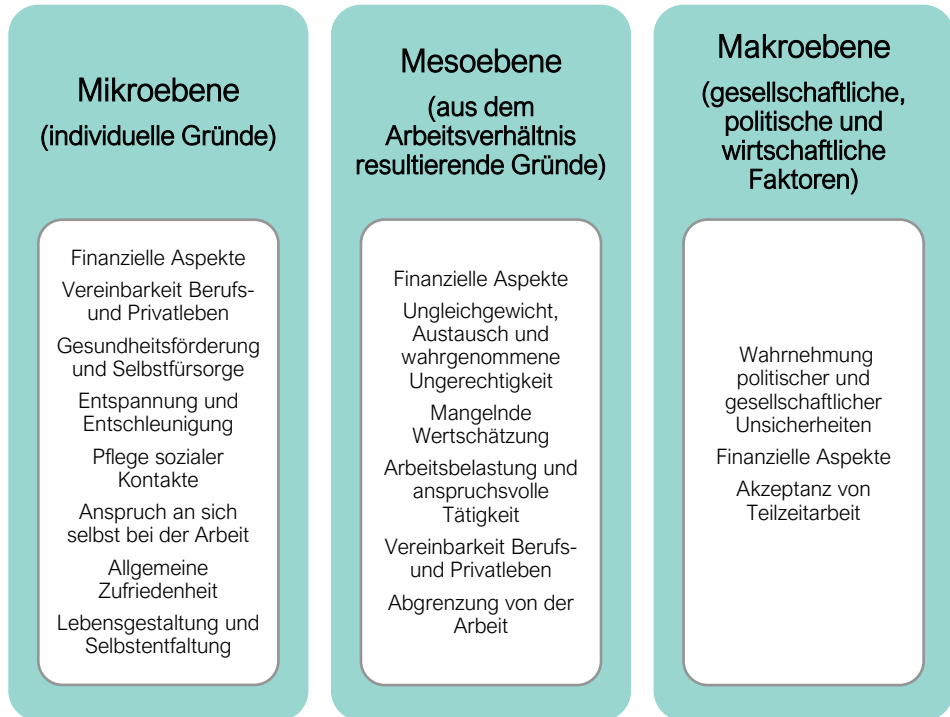 Mikroebene
(individuelle Gründe)
Finanzielle Aspekte
Vereinbarkeit Berufs-
und Privatleben
Gesundheitsförderung
und Selbstfürsorge
Entspannung und
Entschleunigung
Pflege sozialer
Kontakte
Anspruch an sich
selbst bei der Arbeit
Allgemeine
Zufriedenheit
Lebensgestaltung und
Selbstentfaltung
Mesoebene
(aus dem
Arbeitsverhältnis
resultierende Gründe)
Finanzielle Aspekte
Ungleichgewicht,
Austausch und
wahrgenommene
Ungerechtigkeit
Mangelnde
Wertschätzung
Arbeitsbelastung und
anspruchsvolle
Tätigkeit
Vereinbarkeit Berufs-
und Privatleben
Abgrenzung von der
Arbeit
Makroebene
(gesellschaftliche,
politische und
wirtschaftliche
Faktoren)
Wahrnehmung
politischer und
gesellschaftlicher
Unsicherheiten
Finanzielle Aspekte
Akzeptanz von
Teilzeitarbeit